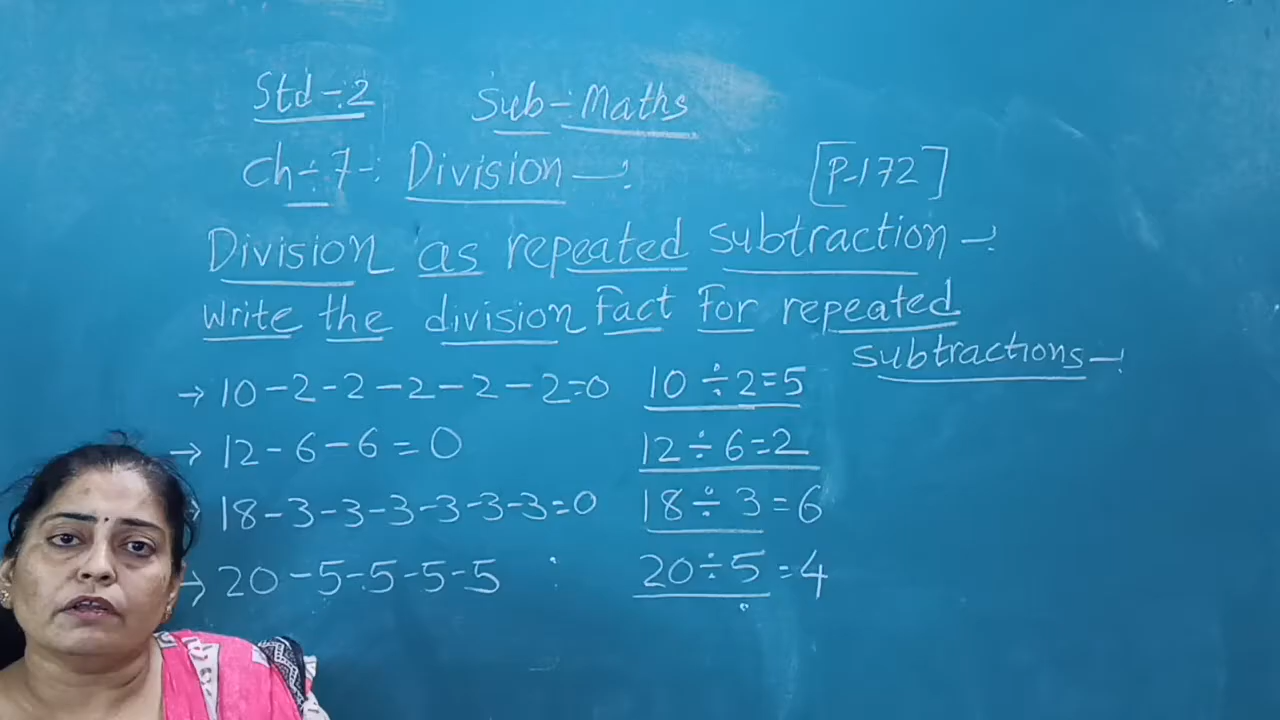 Std-:2 Sub-Maths
Ch-:7-: Division-: [P-172]
Division as repeated subtraction-:
Write the division Fact For repeated
subtractions-:
→ 10-2-2-2-2-2=0 10÷2=5
→ 12-6-6=0 12÷6=2
→ 18-3-3-3-3-3-3=0 18÷3=6
→ 20-5-5-5-5 20÷5=4